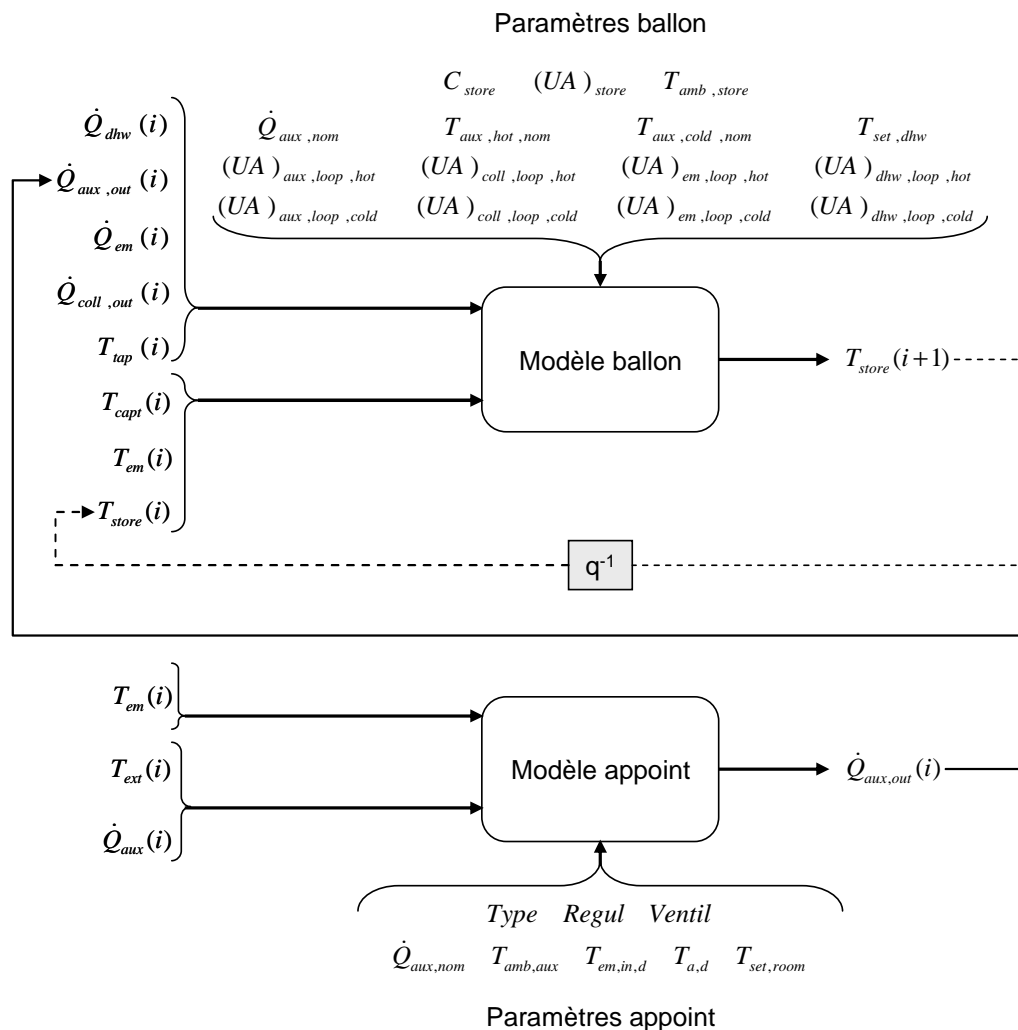 Paramètres ballon
C_store (UA)_store T_amb,store
Q̇_aux,nom T_aux,hot,nom T_aux,cold,nom T_set,dhw
(UA)_aux,loop,hot (UA)_coll,loop,hot (UA)_em,loop,hot (UA)_dhw,loop,hot
(UA)_aux,loop,cold (UA)_coll,loop,cold (UA)_em,loop,cold (UA)_dhw,loop,cold
Q̇_dhw(i)
Q̇_aux,out(i)
Q̇_em(i)
Q̇_coll,out(i)
T_tap(i)
T_capt(i)
T_em(i)
T_store(i)
Modèle ballon
T_store(i+1)
q⁻¹
T_em(i)
T_ext(i)
Q̇_aux(i)
Modèle appoint
Q̇_aux,out(i)
Type Regul Ventil
Q̇_aux,nom T_amb,aux T_em,in,d T_a,d T_set,room
Paramètres appoint